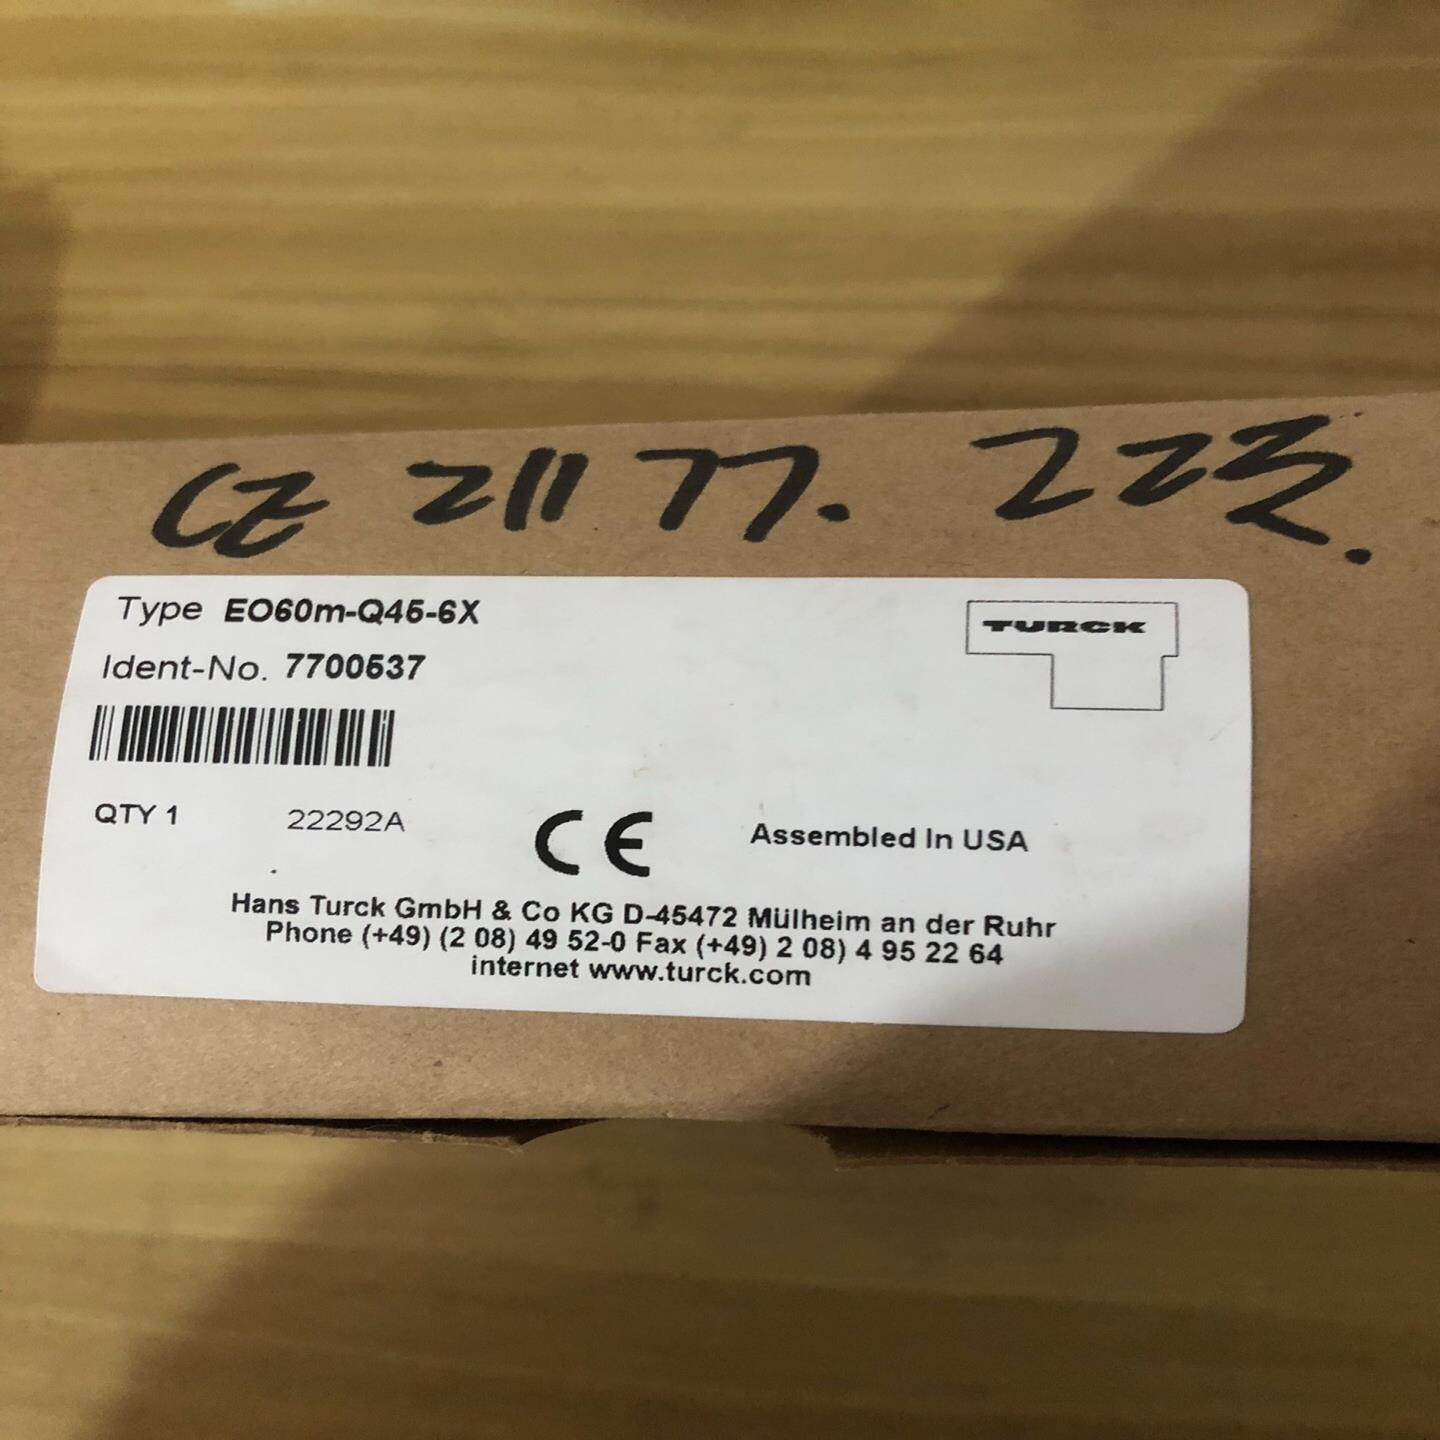 CZ 21177. 2223.
Type EO60m-Q45-6X
TURCK
Ident-No. 7700537
QTY 1 22292A
CE
Assembled In USA
Hans Turck GmbH & Co KG D-45472 Mülheim an der Ruhr
Phone (+49) (2 08) 49 52-0 Fax (+49) 2 08) 4 95 22 64
internet www.turck.com